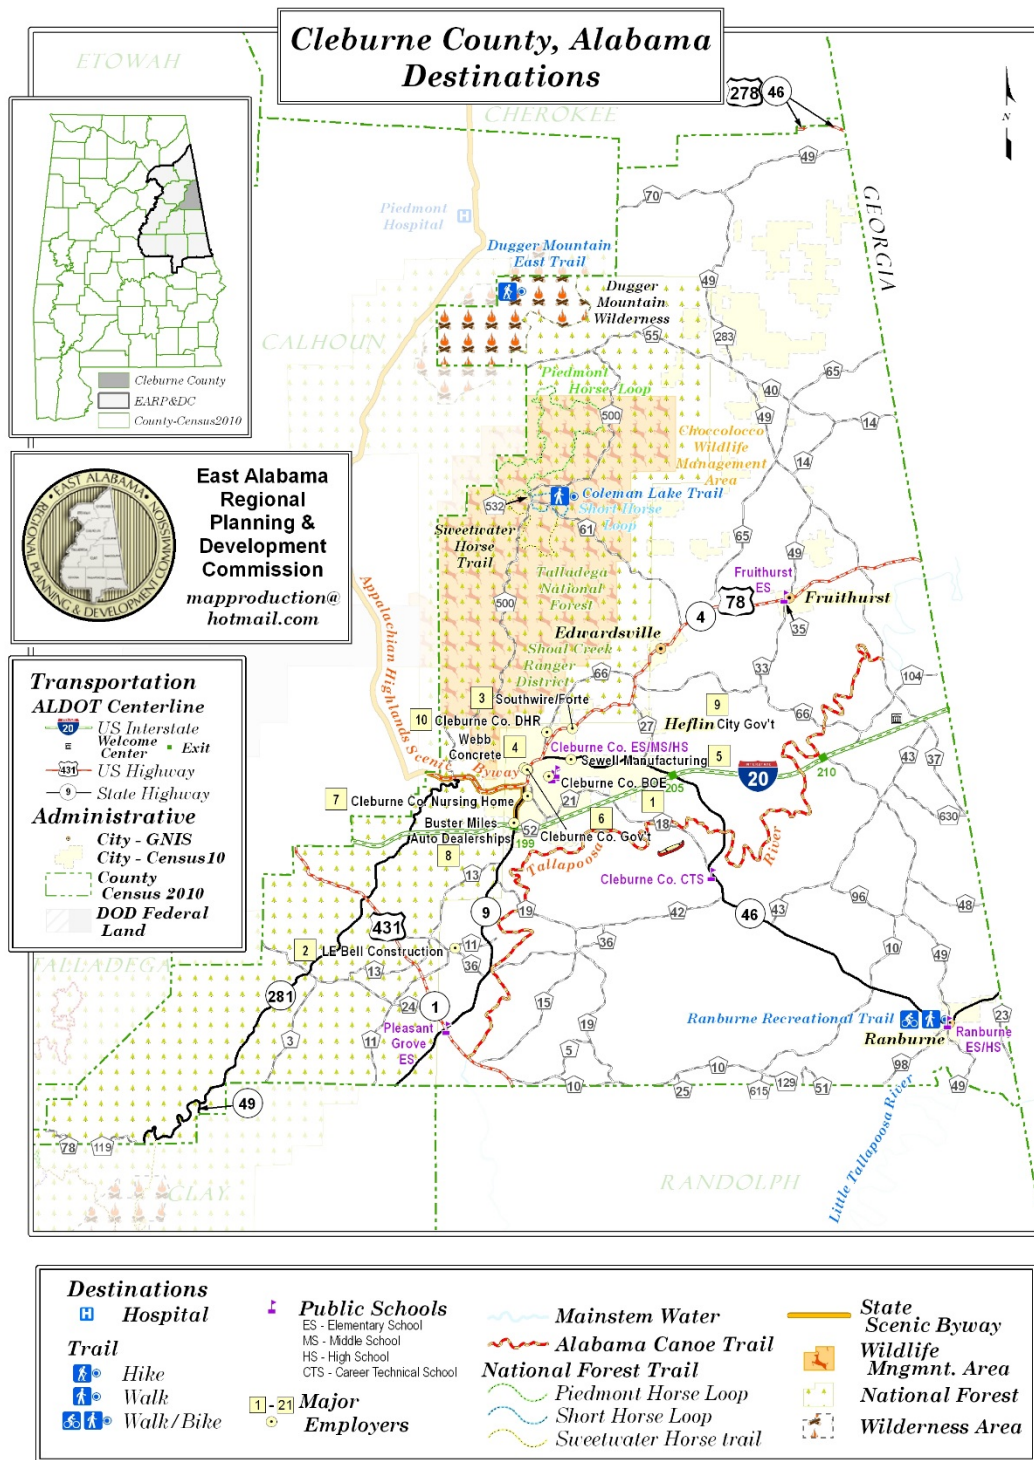 Cleburne County, Alabama
Destinations
ETOWAH
CHEROKEE
278
46
N
GEORGIA
Cleburne County
EARP&DC
County-Census2010
EAST ALABAMA
REGIONAL PLANNING & DEVELOPMENT COMMISSION
East Alabama
Regional
Planning &
Development
Commission
mapproduction@
hotmail.com
Transportation
ALDOT Centerline
20
US Interstate
Welcome
Center
Exit
431
US Highway
9
State Highway
Administrative
City - GNIS
City - Census10
County
Census 2010
DOD Federal
Land
49
70
Piedmont
Hospital
H
Dugger Mountain
East Trail
Dugger
Mountain
Wilderness
49
CALHOUN
283
55
65
Piedmont
Horse Loop
40
49
500
14
Choccolocco
Wildlife
Management
Area
14
Coleman Lake Trail
532
Short Horse
Loop
61
Sweetwater
Horse
Trail
65
49
Talladega
National
Forest
Fruithurst
ES
Appalachian Highlands Scenic Byway
500
78
Fruithurst
4
35
Edwardsville
Shoal Creek
Ranger
District
66
33
104
3
Southwire/Forte
9
66
10
Cleburne Co. DHR
27
Heflin City Gov't
Webb
Concrete
4
Cleburne Co. ES/MS/HS
5
Sewell Manufacturing
43
37
210
20
205
Cleburne Co. BOE
7
Cleburne Co. Nursing Home
21
1
630
6
18
Buster Miles
Auto Dealerships
52
199
Cleburne Co. Gov't
8
Tallapoosa
River
13
Cleburne Co. CTS
96
48
9
19
42
46
43
431
36
10
49
2
LE Bell Construction
11
36
TALLADEGA
13
281
24
1
15
23
Ranburne Recreational Trail
Ranburne
Ranburne
ES/HS
3
11
Pleasant
Grove
ES
19
5
10
10
25
615
129
51
98
49
49
78
119
Little Tallapoosa River
CLAY
RANDOLPH
Destinations
H
Hospital
Trail
Hike
Walk
Walk/Bike
Public Schools
ES - Elementary School
MS - Middle School
HS - High School
CTS - Career Technical School
1 - 21 Major
Employers
Mainstem Water
Alabama Canoe Trail
National Forest Trail
Piedmont Horse Loop
Short Horse Loop
Sweetwater Horse trail
State
Scenic Byway
Wildlife
Mngmnt. Area
National Forest
Wilderness Area